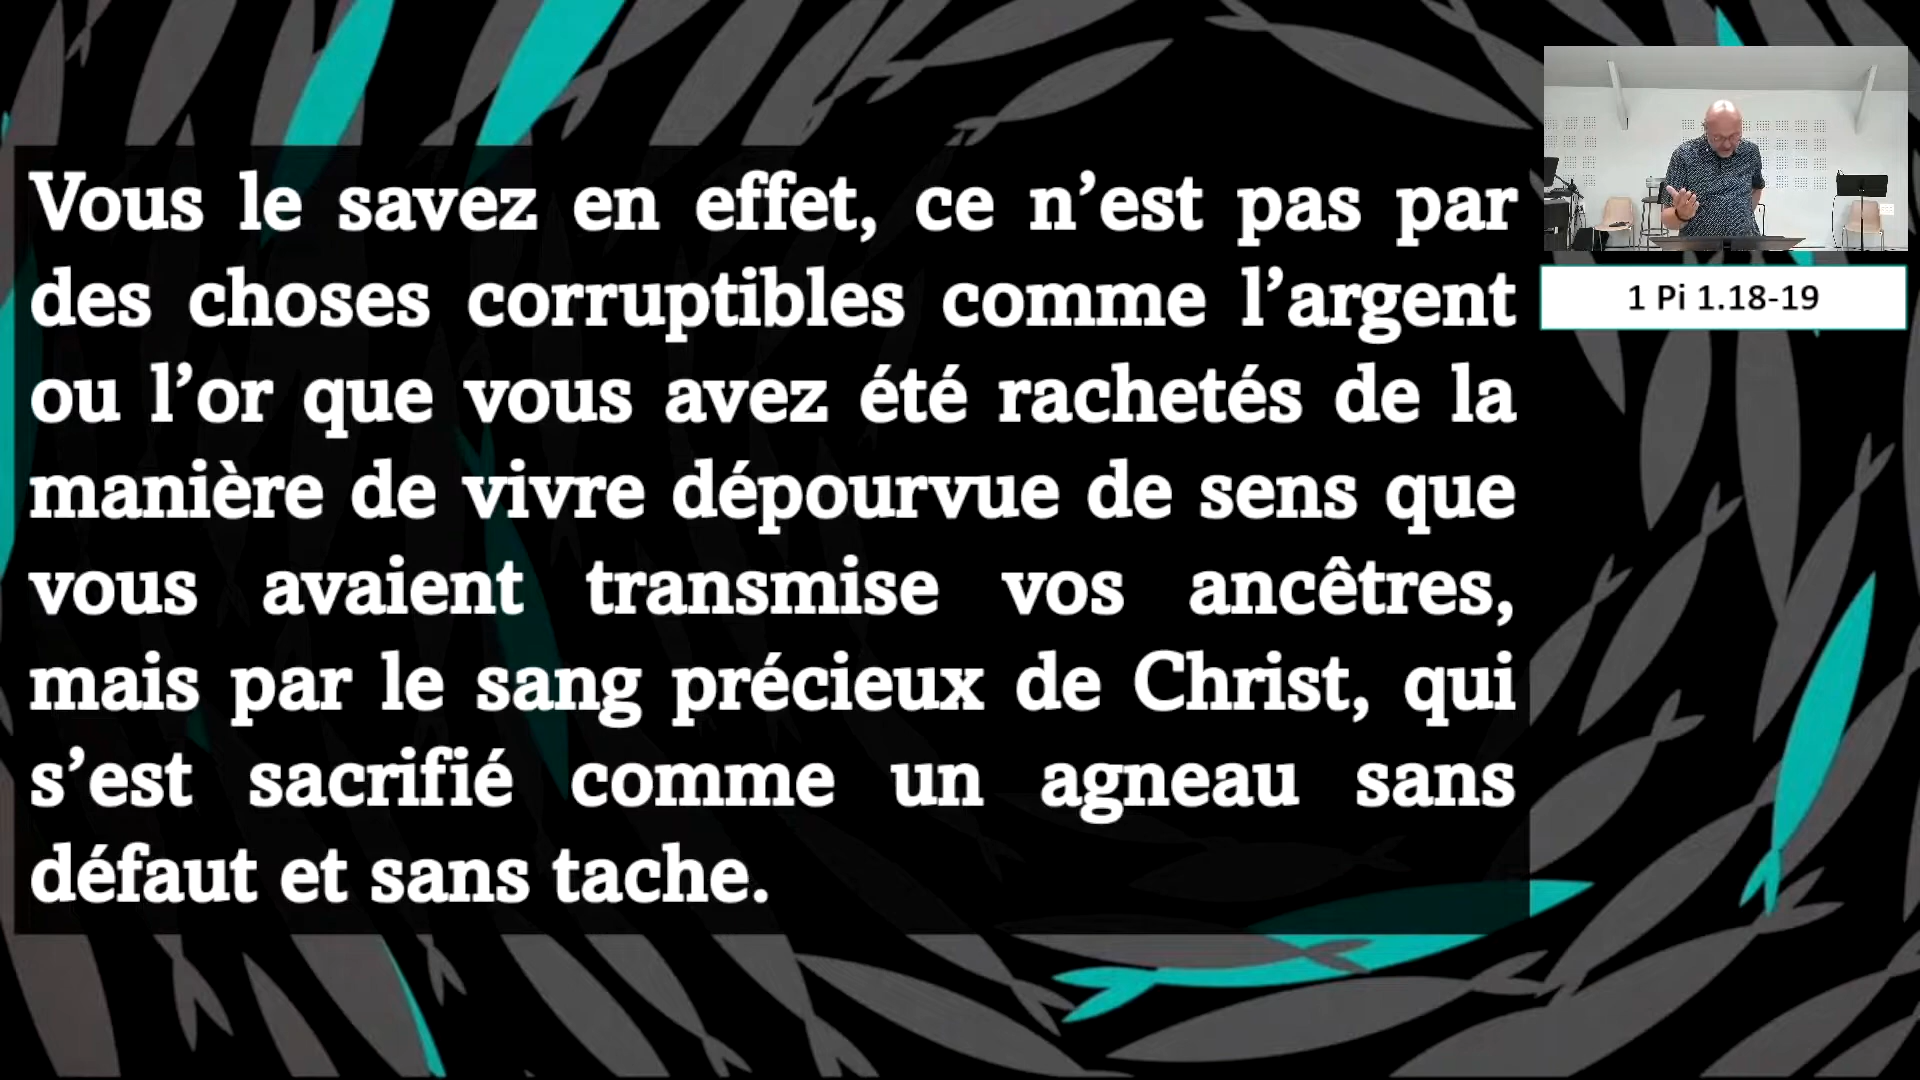 Vous le savez en effet, ce n’est pas par
des choses corruptibles comme l’argent
ou l’or que vous avez été rachetés de la
manière de vivre dépourvue de sens que
vous avaient transmise vos ancêtres,
mais par le sang précieux de Christ, qui
s’est sacrifié comme un agneau sans
défaut et sans tache.
1 Pi 1.18-19